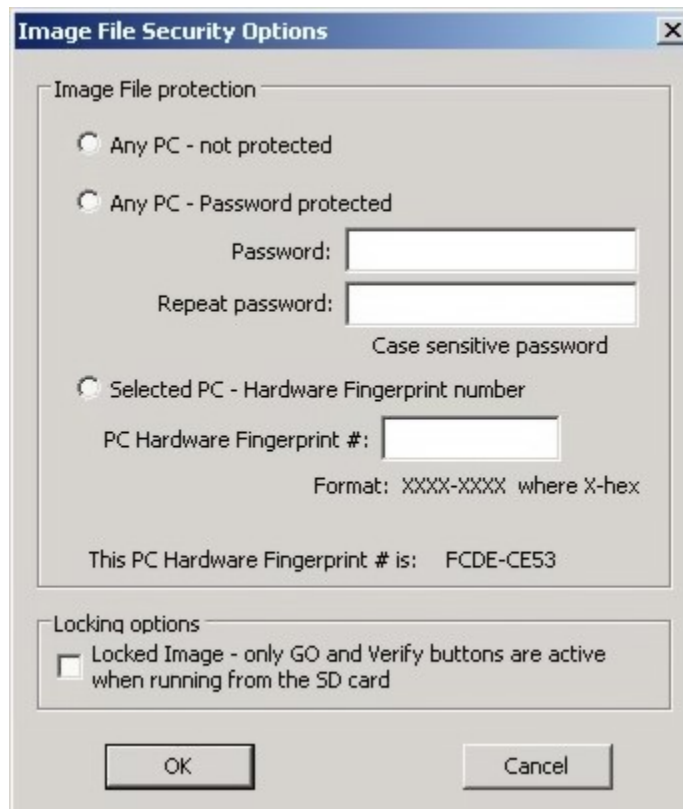 Image File Security Options
Image File protection
Any PC - not protected
Any PC - Password protected
Password:
Repeat password:
Case sensitive password
Selected PC - Hardware Fingerprint number
PC Hardware Fingerprint #:
Format: XXXX-XXXX where X-hex
This PC Hardware Fingerprint # is: FCDE-CE53
Locking options
Locked Image - only GO and Verify buttons are active
when running from the SD card
OK Cancel